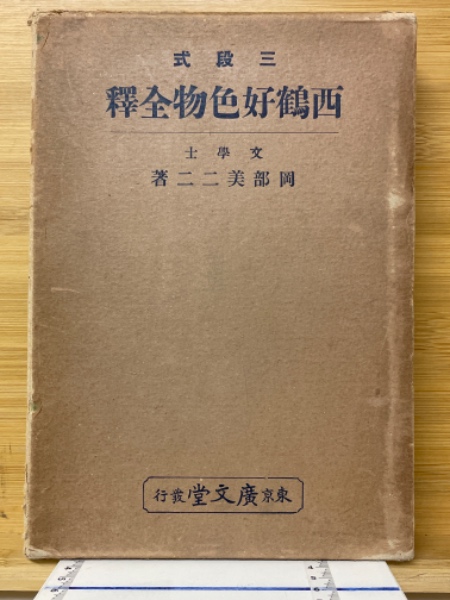 三段式
西鶴好色物全釋
文學士
岡部美二二著
東京廣文堂發行